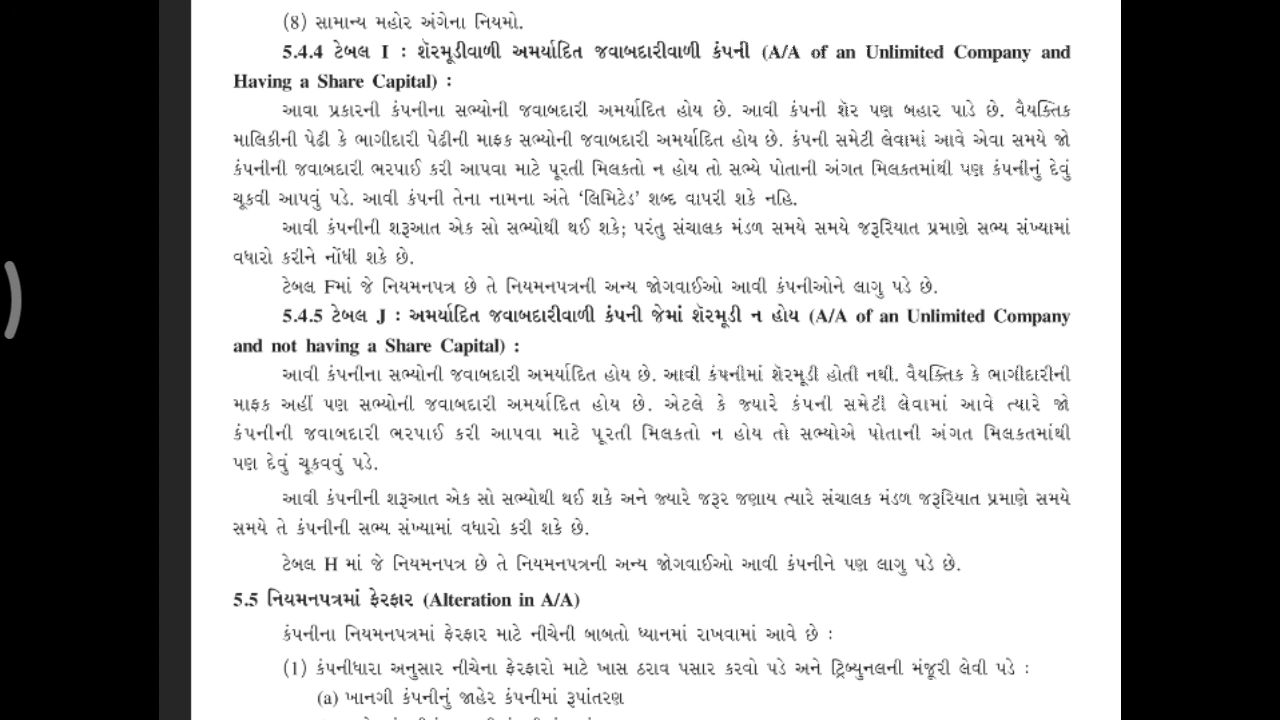 (8) સામાન્ય મહોર અંગેના નિયમો.
5.4.4 ટેબલ I : શૅરમૂડીવાળી અમર્યાદિત જવાબદારીવાળી કંપની (A/A of an Unlimited Company and
Having a Share Capital) :
આવા પ્રકારની કંપનીના સભ્યોની જવાબદારી અમર્યાદિત હોય છે. આવી કંપની શૅર પણ બહાર પાડે છે. વૈયક્તિક
માલિકીની પેઢી કે ભાગીદારી પેઢીની માફક સભ્યોની જવાબદારી અમર્યાદિત હોય છે. કંપની સમેટી લેવામાં આવે એવા સમયે જો
કંપનીની જવાબદારી ભરપાઈ કરી આપવા માટે પૂરતી મિલકતો ન હોય તો સભ્યે પોતાની અંગત મિલકતમાંથી પણ કંપનીનું દેવું
ચૂકવી આપવું પડે. આવી કંપની તેના નામના અંતે ‘લિમિટેડ’ શબ્દ વાપરી શકે નહિ.
આવી કંપનીની શરૂઆત એક સો સભ્યોથી થઈ શકે; પરંતુ સંચાલક મંડળ સમયે સમયે જરૂરિયાત પ્રમાણે સભ્ય સંખ્યામાં
વધારો કરીને નોંધી શકે છે.
ટેબલ Fમાં જે નિયમનપત્ર છે તે નિયમનપત્રની અન્ય જોગવાઈઓ આવી કંપનીઓને લાગુ પડે છે.
5.4.5 ટેબલ J : અમર્યાદિત જવાબદારીવાળી કંપની જેમાં શૅરમૂડી ન હોય (A/A of an Unlimited Company
and not having a Share Capital) :
આવી કંપનીના સભ્યોની જવાબદારી અમર્યાદિત હોય છે. આવી કંપનીમાં શૅરમૂડી હોતી નથી. વૈયક્તિક કે ભાગીદારીની
માફક અહીં પણ સભ્યોની જવાબદારી અમર્યાદિત હોય છે. એટલે કે જ્યારે કંપની સમેટી લેવામાં આવે ત્યારે જો
કંપનીની જવાબદારી ભરપાઈ કરી આપવા માટે પૂરતી મિલકતો ન હોય તો સભ્યોએ પોતાની અંગત મિલકતમાંથી
પણ દેવું ચૂકવવું પડે.
આવી કંપનીની શરૂઆત એક સો સભ્યોથી થઈ શકે અને જ્યારે જરૂર જણાય ત્યારે સંચાલક મંડળ જરૂરિયાત પ્રમાણે સમયે
સમયે તે કંપનીની સભ્ય સંખ્યામાં વધારો કરી શકે છે.
ટેબલ H માં જે નિયમનપત્ર છે તે નિયમનપત્રની અન્ય જોગવાઈઓ આવી કંપનીને પણ લાગુ પડે છે.
5.5 નિયમનપત્રમાં ફેરફાર (Alteration in A/A)
કંપનીના નિયમનપત્રમાં ફેરફાર માટે નીચેની બાબતો ધ્યાનમાં રાખવામાં આવે છે :
(1) કંપનીધારા અનુસાર નીચેના ફેરફારો માટે ખાસ ઠરાવ પસાર કરવો પડે અને ટ્રિબ્યુનલની મંજૂરી લેવી પડે :
(a) ખાનગી કંપનીનું જાહેર કંપનીમાં રૂપાંતરણ